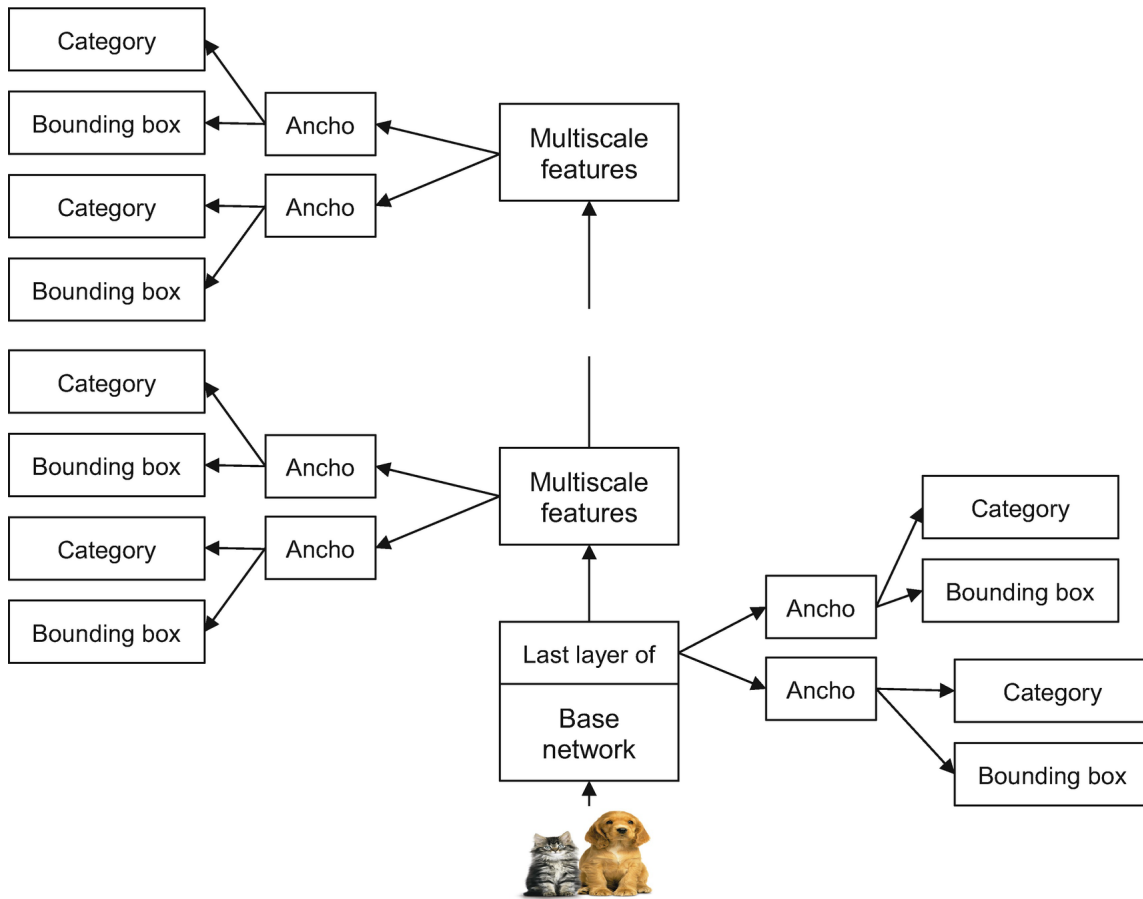 Category
Bounding box
Category
Bounding box
Ancho
Ancho
Multiscale
features
Category
Bounding box
Category
Bounding box
Ancho
Ancho
Multiscale
features
Last layer of
Base
network
Ancho
Ancho
Category
Bounding box
Category
Bounding box